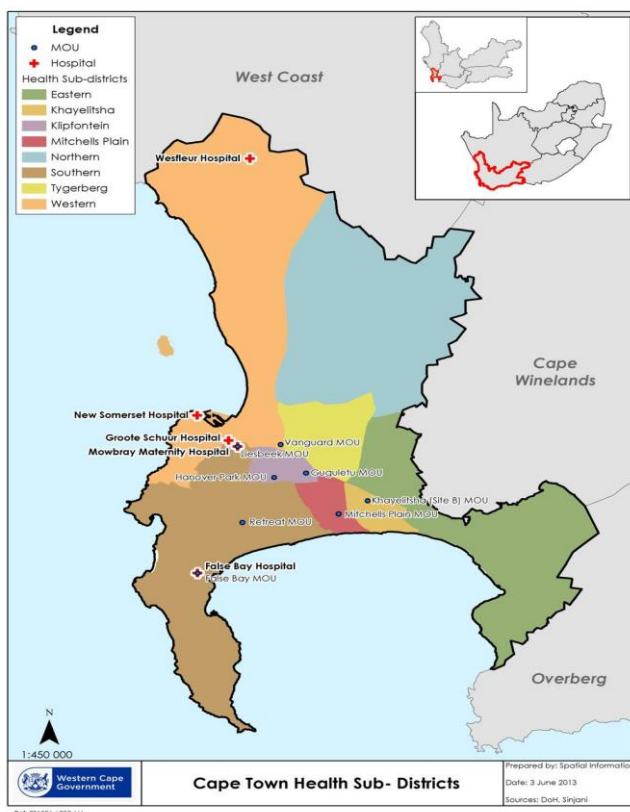 Legend
MOU
Hospital
Health Sub-districts
Eastern
Khayelitsha
Klipfontein
Mitchells Plain
Northern
Southern
Tygerberg
Western
West Coast
Wesfleur Hospital
Cape
Winelands
New Somerset Hospital
Groote Schuur Hospital
Mowbray Maternity Hospital
Liesbeek MOU
Vanguard MOU
Hanover Park MOU
Guguletu MOU
Khayelitsha (Site B) MOU
Mitchells Plain MOU
Retreat MOU
False Bay Hospital
False Bay MOU
Overberg
N
1:450 000
Western Cape
Government
Cape Town Health Sub- Districts
Prepared by: Spatial Informatio
Date: 3 June 2013
Sources: DoH, Sinjani